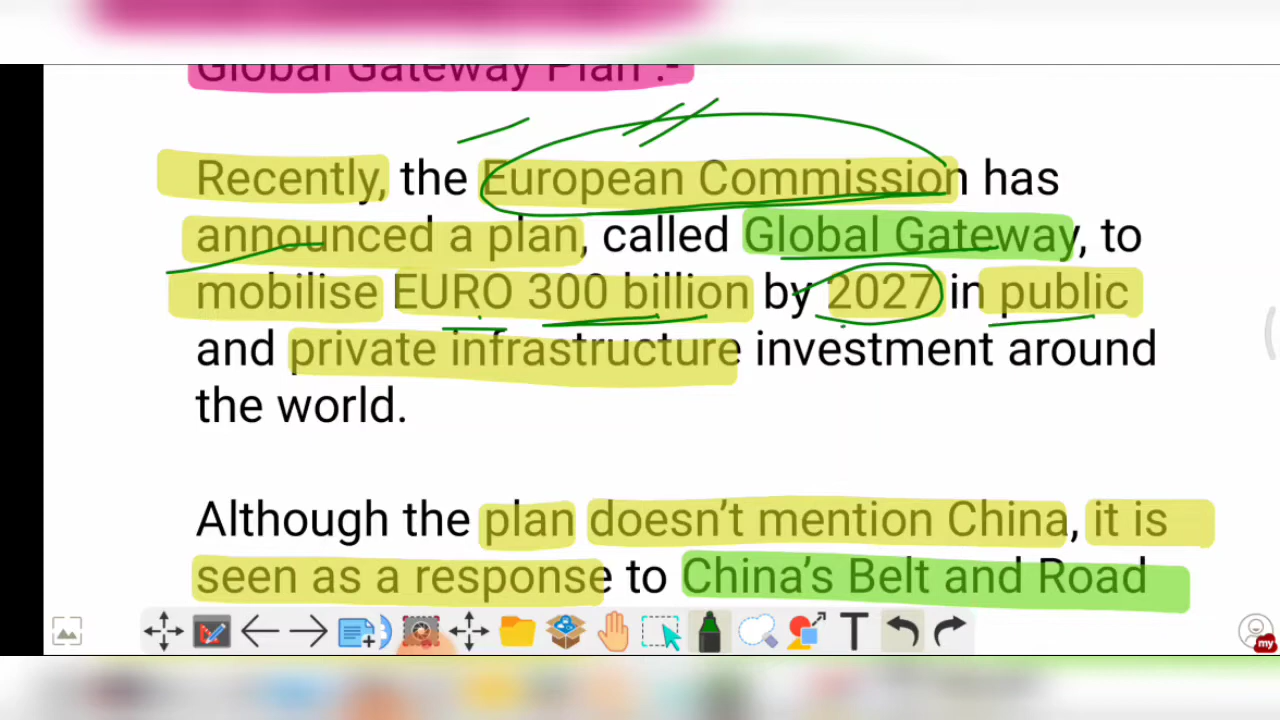 Global Gateway Plan :-
Recently, the European Commission has
announced a plan, called Global Gateway, to
mobilise EURO 300 billion by 2027 in public
and private infrastructure investment around
the world.
Although the plan doesn't mention China, it is
seen as a response to China's Belt and Road
T
my